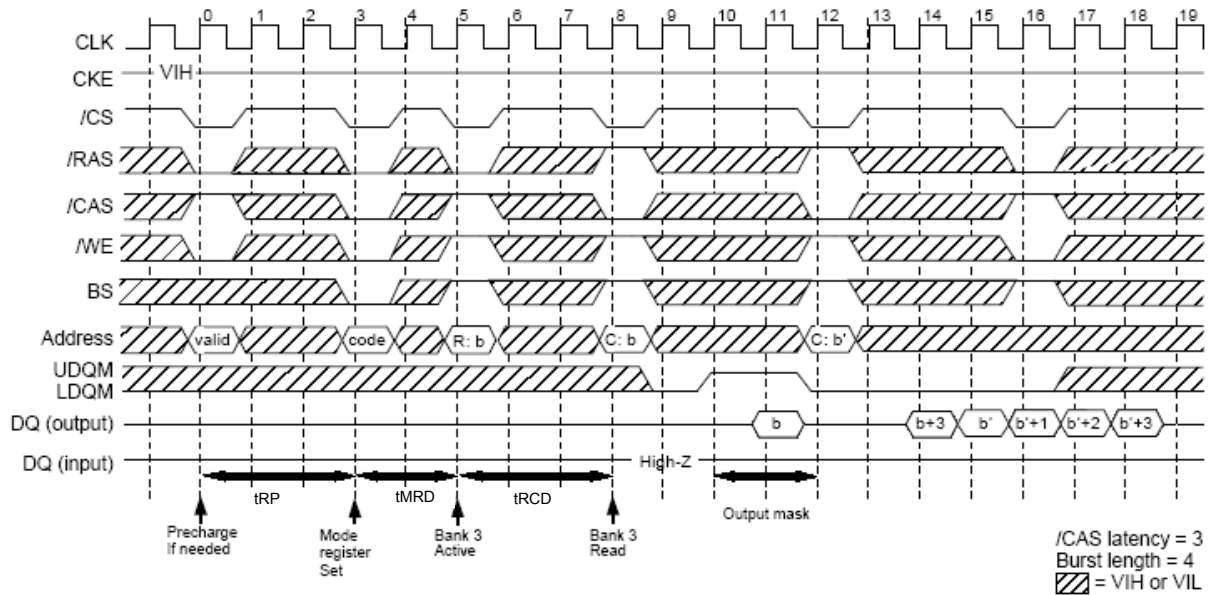 0 1 2 3 4 5 6 7 8 9 10 11 12 13 14 15 16 17 18 19
CLK
CKE VIH
/CS
/RAS
/CAS
/WE
BS
Address valid code R: b C: b C: b'
UDQM
LDQM
DQ (output) b b+3 b' b'+1 b'+2 b'+3
DQ (input) High-Z
tRP tMRD tRCD
Output mask
Precharge
If needed
Mode
register
Set
Bank 3
Active
Bank 3
Read
/CAS latency = 3
Burst length = 4
= VIH or VIL